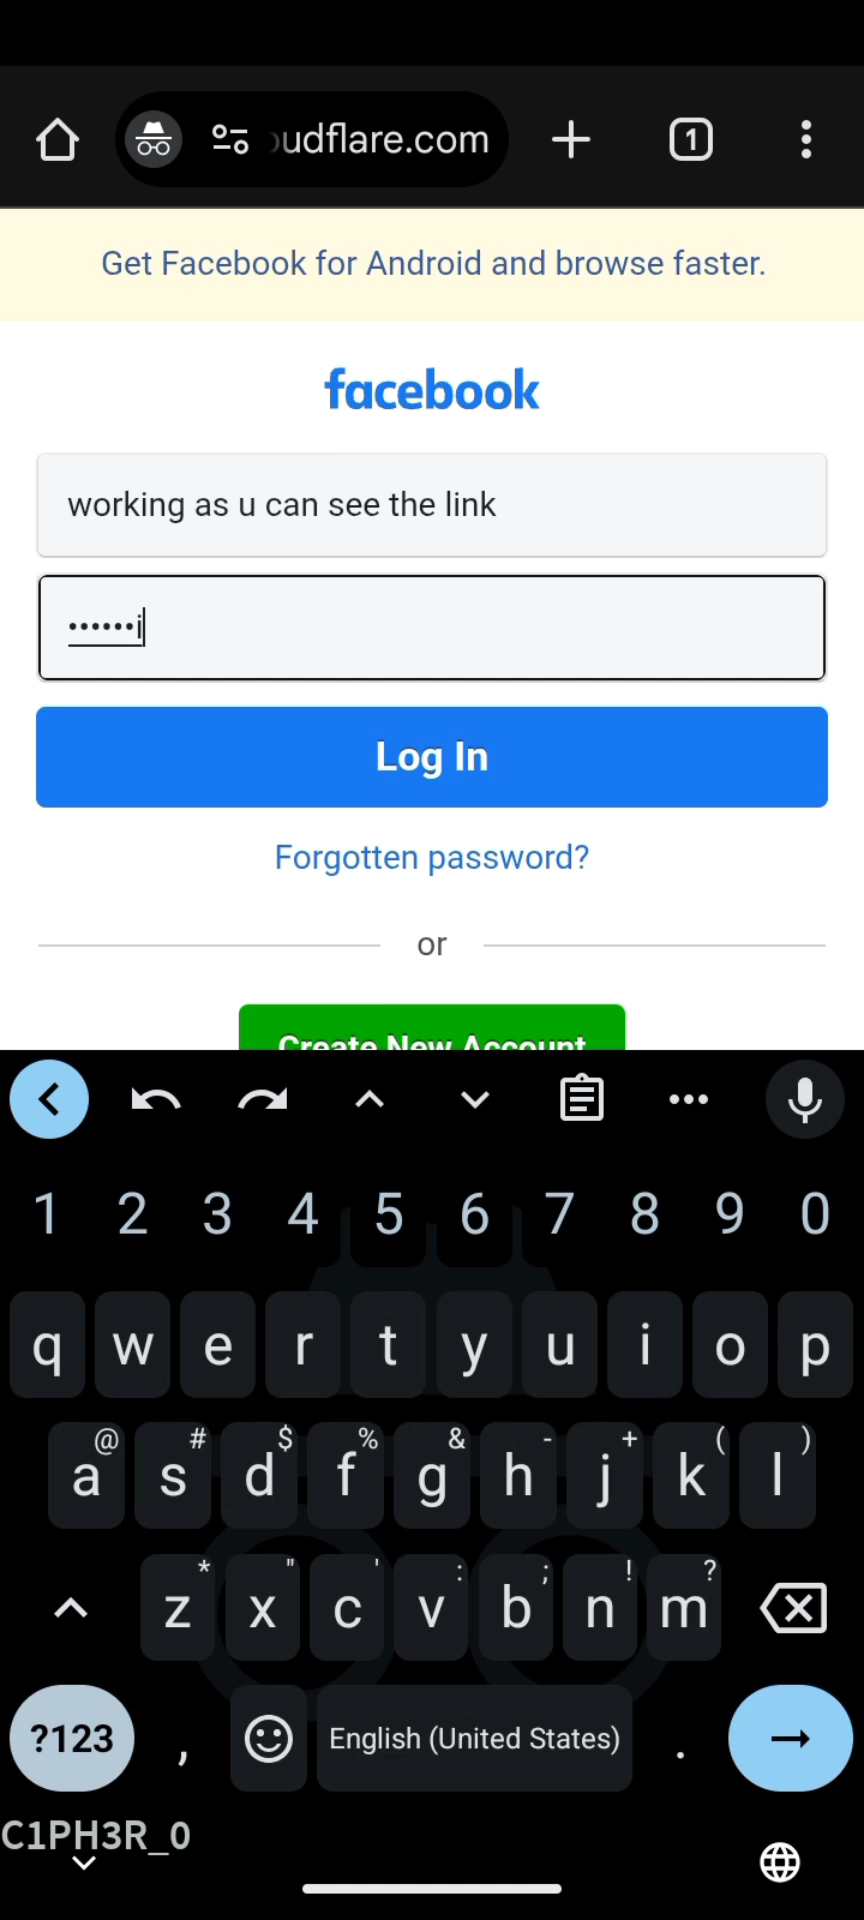 udflare.com
1
Get Facebook for Android and browse faster.
facebook
working as u can see the link
••••••i
Log In
Forgotten password?
or
Create New Account
1 2 3 4 5 6 7 8 9 0
q w e r t y u i o p
@ # $ % & - + ( )
a s d f g h j k l
* " ' : ; ! ?
z x c v b n m
?123 , English (United States) .
C1PH3R_0